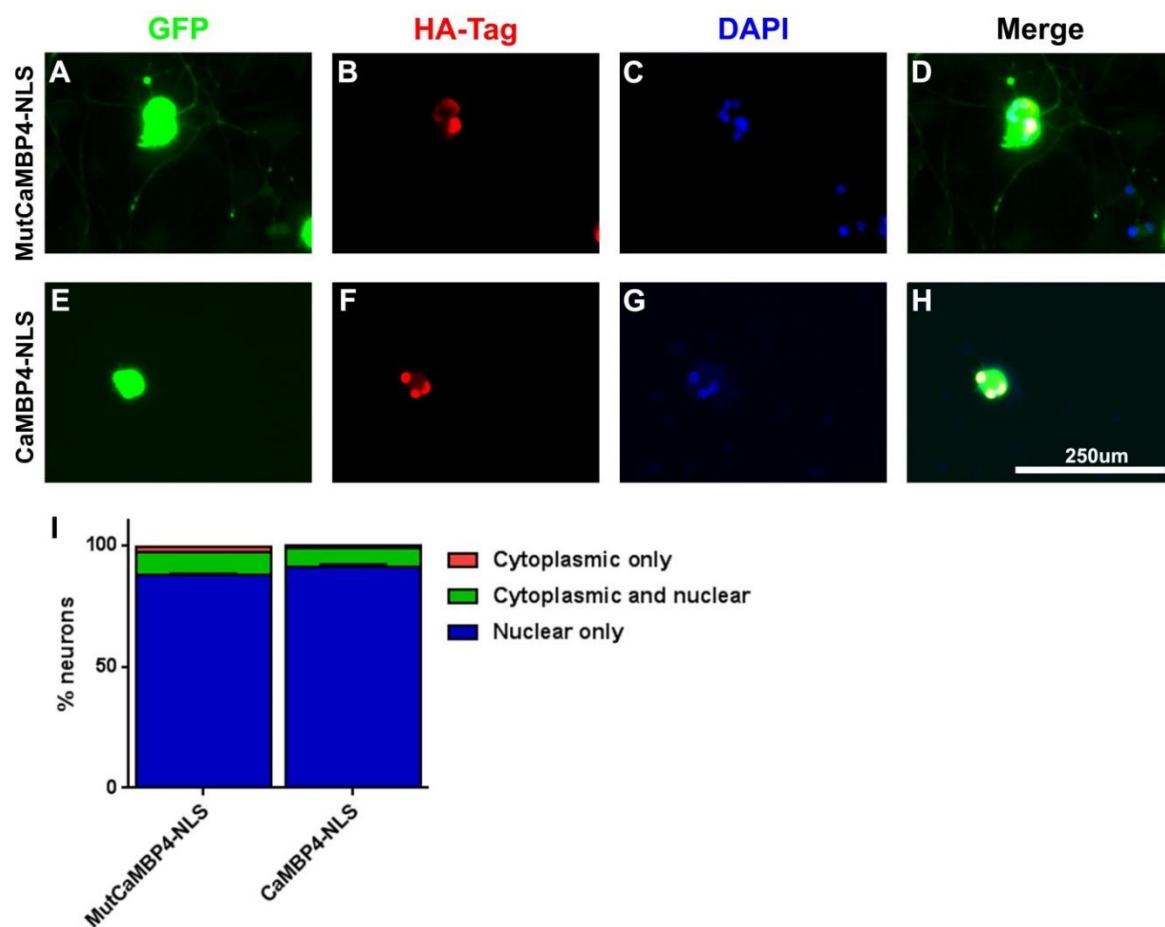 GFP HA-Tag DAPI Merge
MutCaMBP4-NLS
A B C D
CaMBP4-NLS
E F G H
250um
I
% neurons
100
50
0
Cytoplasmic only
Cytoplasmic and nuclear
Nuclear only
MutCaMBP4-NLS
CaMBP4-NLS